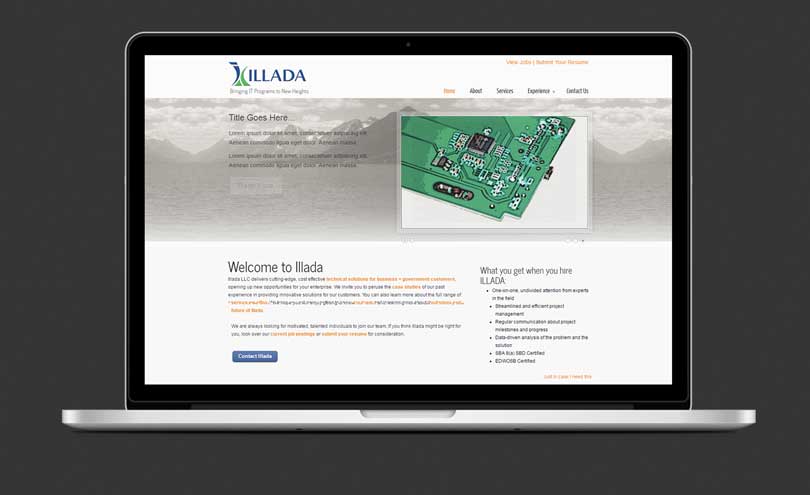 View Jobs | Submit Your Resume
ILLADA
Bringing IT Programs to New Heights
Home About Services Experience Contact Us
Title Goes Here
Lorem ipsum dolor sit amet, consectetuer adipiscing elit.
Aenean commodo ligula eget dolor. Aenean massa.
Lorem ipsum dolor sit amet, consectetuer adipiscing elit.
Aenean commodo ligula eget dolor. Aenean massa.
Welcome to Illada
Illada LLC delivers cutting-edge, cost effective technical solutions for business + government customers,
opening up new opportunities for your enterprise. We invite you to peruse the case studies of our past
experience in providing innovative solutions for our customers. You can also learn more about the full range of
future of Illada
We are always looking for motivated, talented individuals to join our team. If you think Illada might be right for
you, look over our current job postings or submit your resume for consideration.
Contact Illada
What you get when you hire
ILLADA:
One-on-one, undivided attention from experts
in the field
Streamlined and efficient project
management
Regular communication about project
milestones and progress
Data-driven analysis of the problem and the
solution
SBA 8(a) SBD Certified
EDWOSB Certified
Just in case I need this